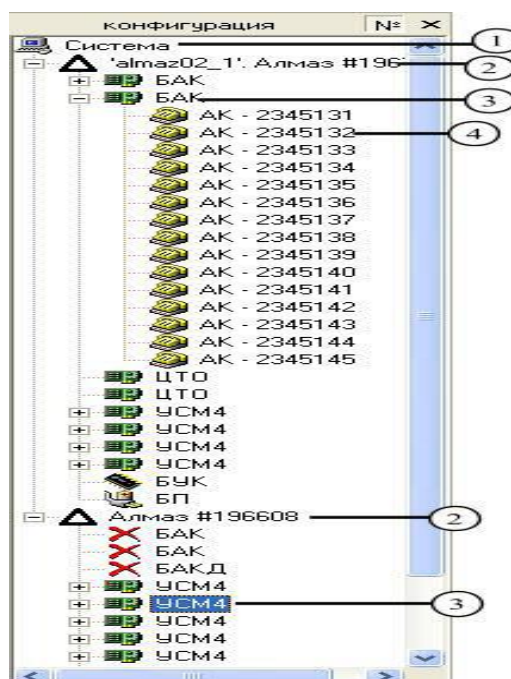 конфигурация № ×
Система 1
'almaz02_1'. Алмаз #196 2
БАК
БАК 3
АК - 2345131
АК - 2345132 4
АК - 2345133
АК - 2345134
АК - 2345135
АК - 2345136
АК - 2345137
АК - 2345138
АК - 2345139
АК - 2345140
АК - 2345141
АК - 2345142
АК - 2345143
АК - 2345144
АК - 2345145
ЦТО
ЦТО
УСМ4
УСМ4
УСМ4
УСМ4
БУК
БП
Алмаз #196608 2
БАК
БАК
БАКД
УСМ4
УСМ4 3
УСМ4
УСМ4
УСМ4